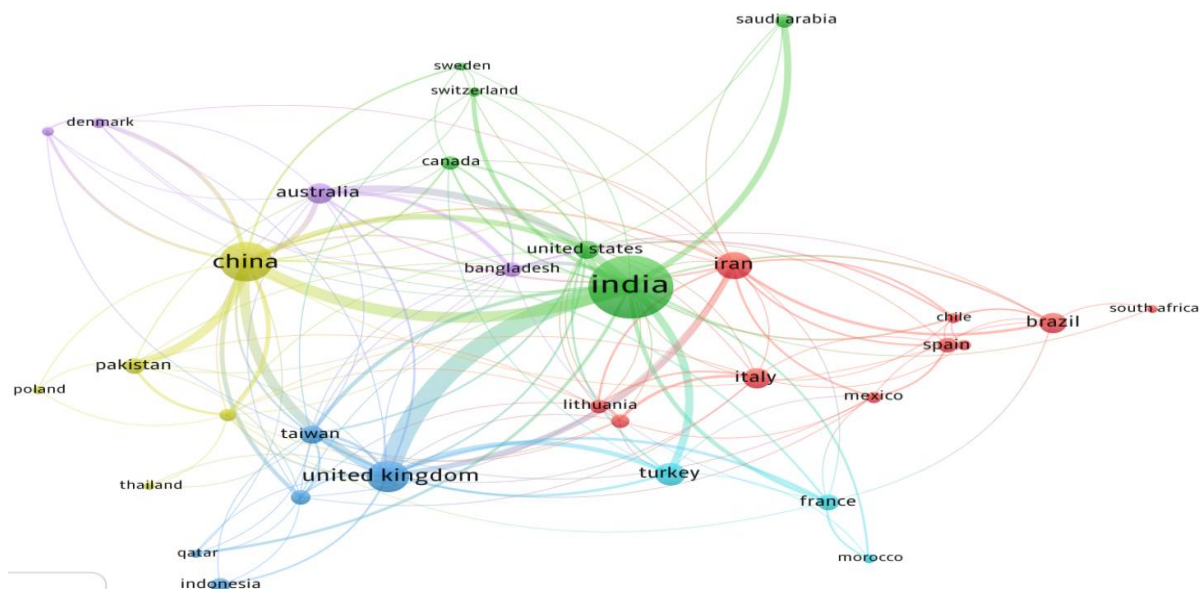 saudi arabia
sweden
switzerland
denmark
canada
australia
united states
bangladesh
china
india
iran
chile
south africa
brazil
spain
pakistan
poland
italy
mexico
lithuania
taiwan
united kingdom
turkey
thailand
france
qatar
morocco
indonesia